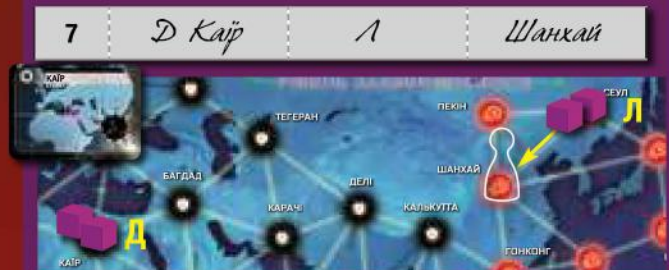 7 Д Каїр Л Шанхай
КАЇР
ТЕГЕРАН
ПЕКІН
СЕУЛ
Л
БАГДАД
КАРАЧІ
ДЕЛІ
КАЛЬКУТТА
ШАНХАЙ
Д
КАЇР
ГОНКОНГ